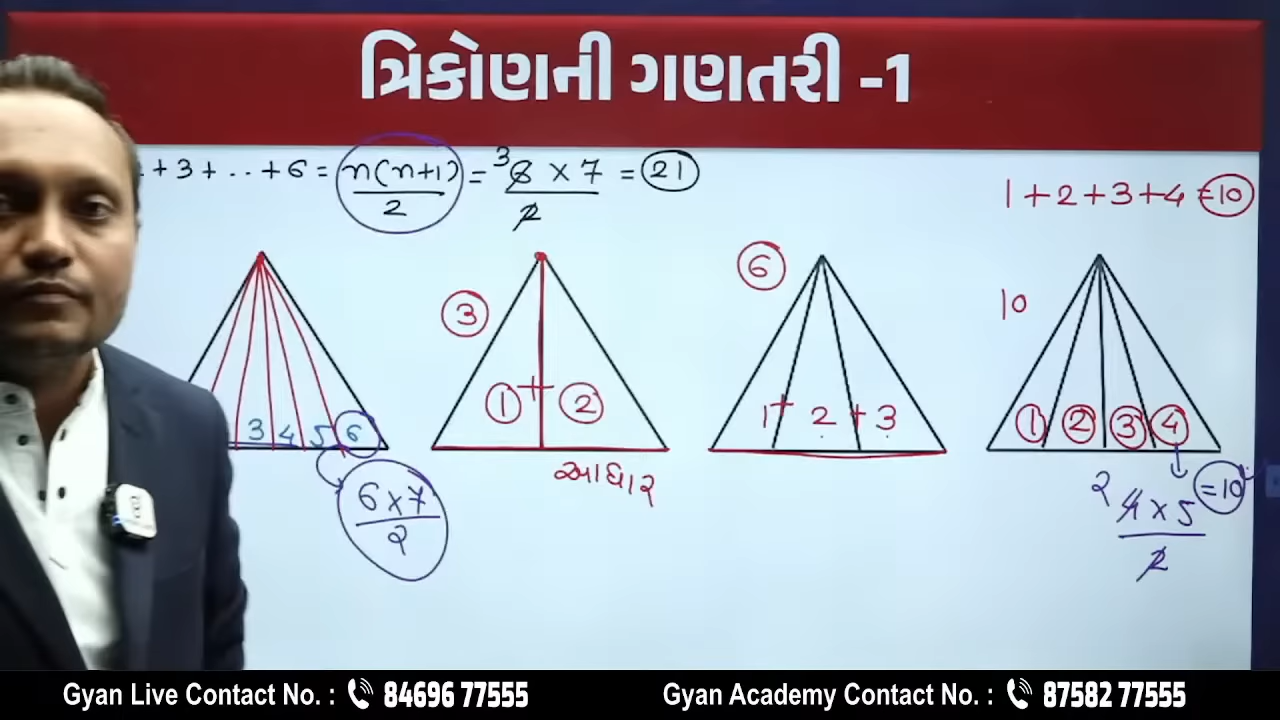 ત્રિકોણની ગણતરી -1
+ 3 + .. + 6 = n(n+1) / 2 = 3 6 × 7 / 2 = 21
1 + 2 + 3 + 4 = 10
3 4 5 6
6 × 7 / 2
3
1 + 2
આધાર
6
1 + 2 + 3
10
1 2 3 4
2 4 × 5 / 2 = 10
Gyan Live Contact No. : 84696 77555
Gyan Academy Contact No. : 87582 77555